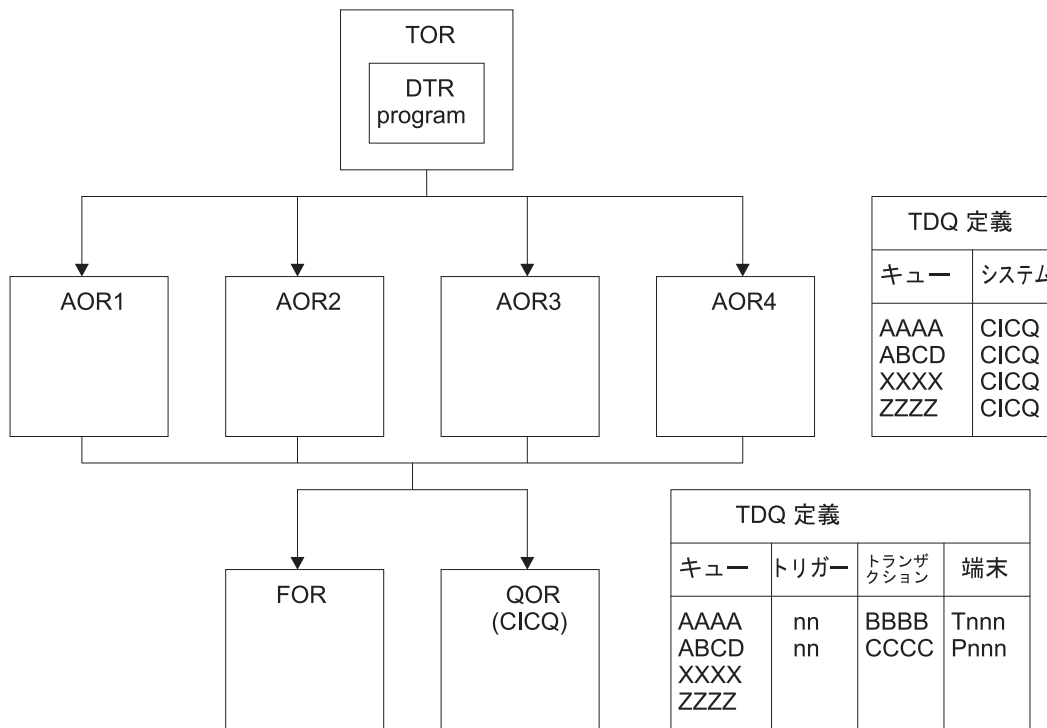 TOR
DTR
program
AOR1
AOR2
AOR3
AOR4
TDQ 定義
キュー システム
AAAA CICQ
ABCD CICQ
XXXX CICQ
ZZZZ CICQ
FOR
QOR
(CICQ)
TDQ 定義
キュー トリガー トランザ
クション 端末
AAAA nn BBBB Tnnn
ABCD nn CCCC Pnnn
XXXX
ZZZZ